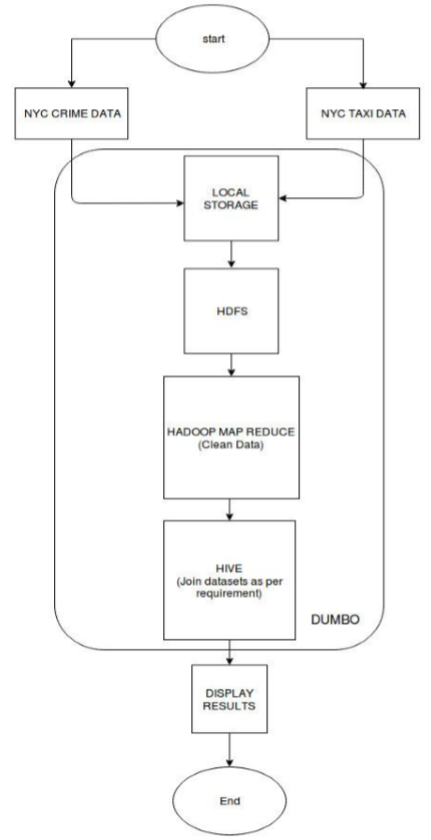 start
NYC CRIME DATA
NYC TAXI DATA
LOCAL
STORAGE
HDFS
HADOOP MAP REDUCE
(Clean Data)
HIVE
(Join datasets as per
requirement)
DUMBO
DISPLAY
RESULTS
End